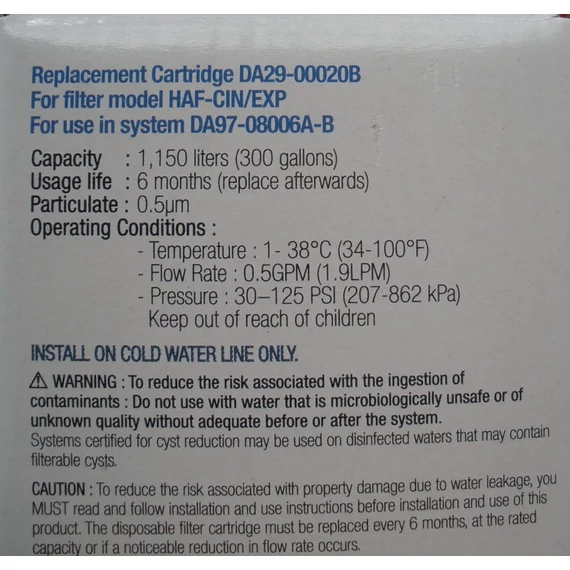 Replacement Cartridge DA29-00020B
For filter model HAF-CIN/EXP
For use in system DA97-08006A-B
Capacity : 1,150 liters (300 gallons)
Usage life : 6 months (replace afterwards)
Particulate : 0.5µm
Operating Conditions :
- Temperature : 1- 38°C (34-100°F)
- Flow Rate : 0.5GPM (1.9LPM)
- Pressure : 30–125 PSI (207-862 kPa)
Keep out of reach of children
INSTALL ON COLD WATER LINE ONLY.
⚠ WARNING : To reduce the risk associated with the ingestion of
contaminants : Do not use with water that is microbiologically unsafe or of
unknown quality without adequate before or after the system.
Systems certified for cyst reduction may be used on disinfected waters that may contain
filterable cysts.
CAUTION : To reduce the risk associated with property damage due to water leakage, you
MUST read and follow installation and use instructions before installation and use of this
product. The disposable filter cartridge must be replaced every 6 months, at the rated
capacity or if a noticeable reduction in flow rate occurs.